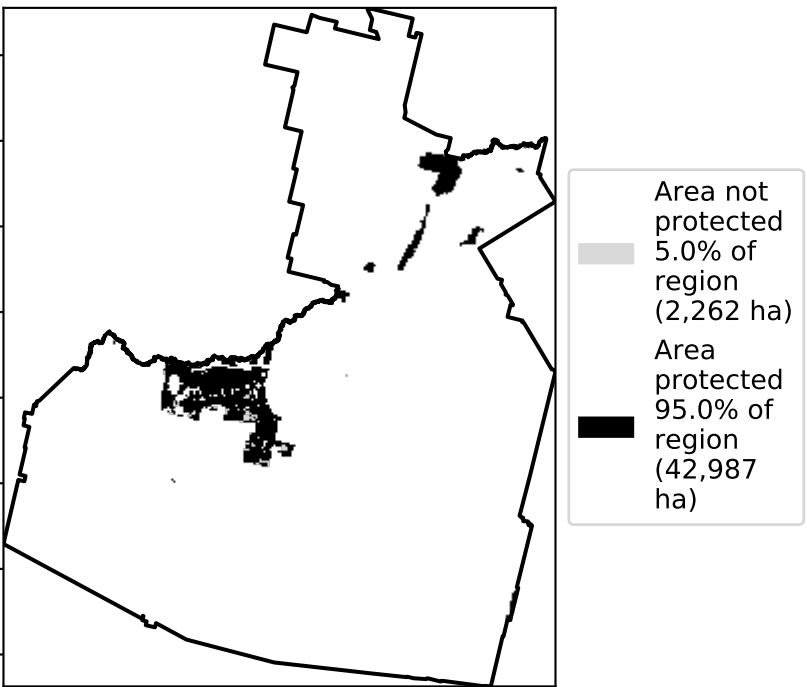 Area not
protected
5.0% of
region
(2,262 ha)
Area
protected
95.0% of
region
(42,987
ha)